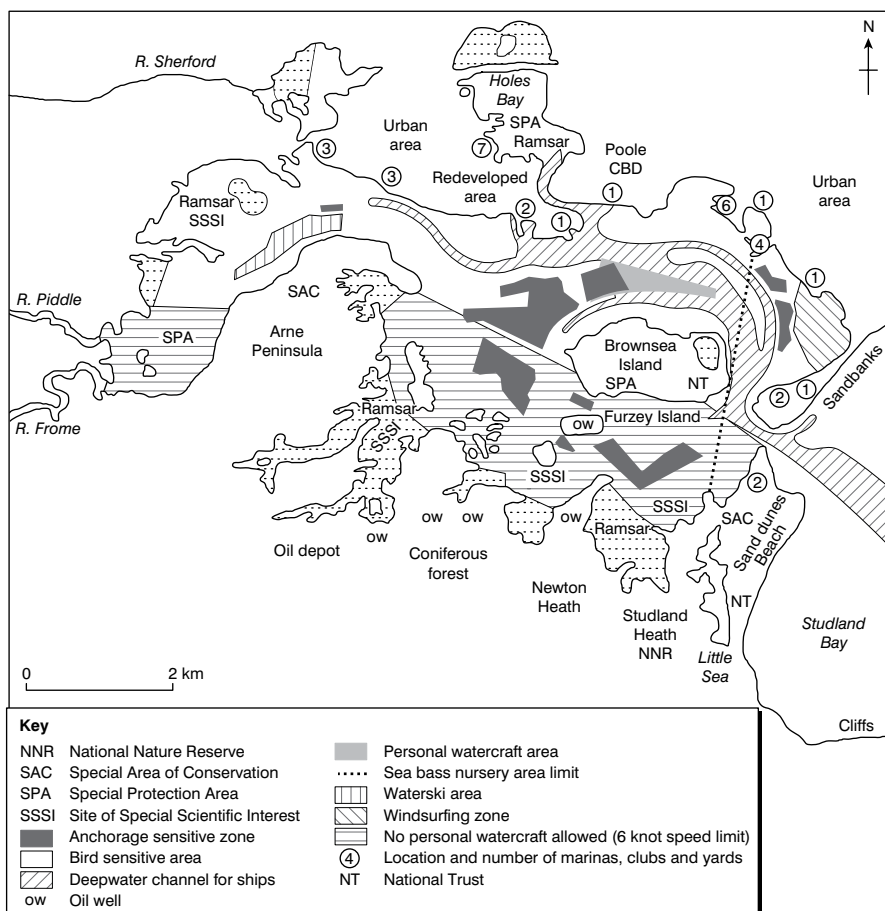 N
R. Sherford
Holes
Bay
SPA
Ramsar
Urban
area
3
7
Poole
CBD
3
Redeveloped
area
1
6
1
Urban
area
Ramsar
SSSI
2
1
4
1
SAC
R. Piddle
SPA
Arne
Peninsula
Brownsea
Island
SPA
NT
2
1
Sandbanks
R. Frome
Ramsar
SSSI
ow
Furzey Island
SSSI
SSSI
2
SAC
Sand dunes
Beach
Oil depot
ow
ow
ow
ow
Ramsar
Coniferous
forest
Newton
Heath
Studland
Heath
NNR
NT
Little
Sea
Studland
Bay
0
2 km
Cliffs
Key
NNR National Nature Reserve
SAC Special Area of Conservation
SPA Special Protection Area
SSSI Site of Special Scientific Interest
Anchorage sensitive zone
Bird sensitive area
Deepwater channel for ships
ow Oil well
Personal watercraft area
Sea bass nursery area limit
Waterski area
Windsurfing zone
No personal watercraft allowed (6 knot speed limit)
4 Location and number of marinas, clubs and yards
NT National Trust